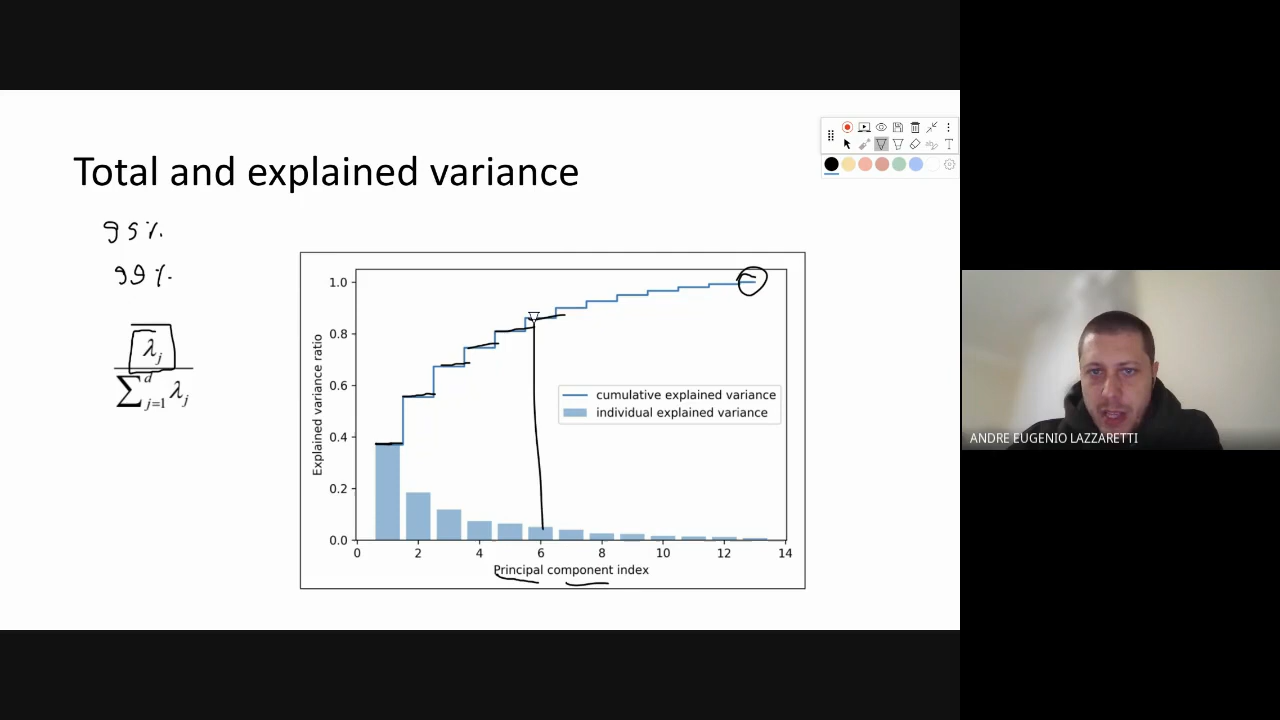 Total and explained variance
95%
99%
λj
∑ d j=1 λj
1.0
0.8
0.6
0.4
0.2
0.0
Explained variance ratio
cumulative explained variance
individual explained variance
0 2 4 6 8 10 12 14
Principal component index
ANDRE EUGENIO LAZZARETTI